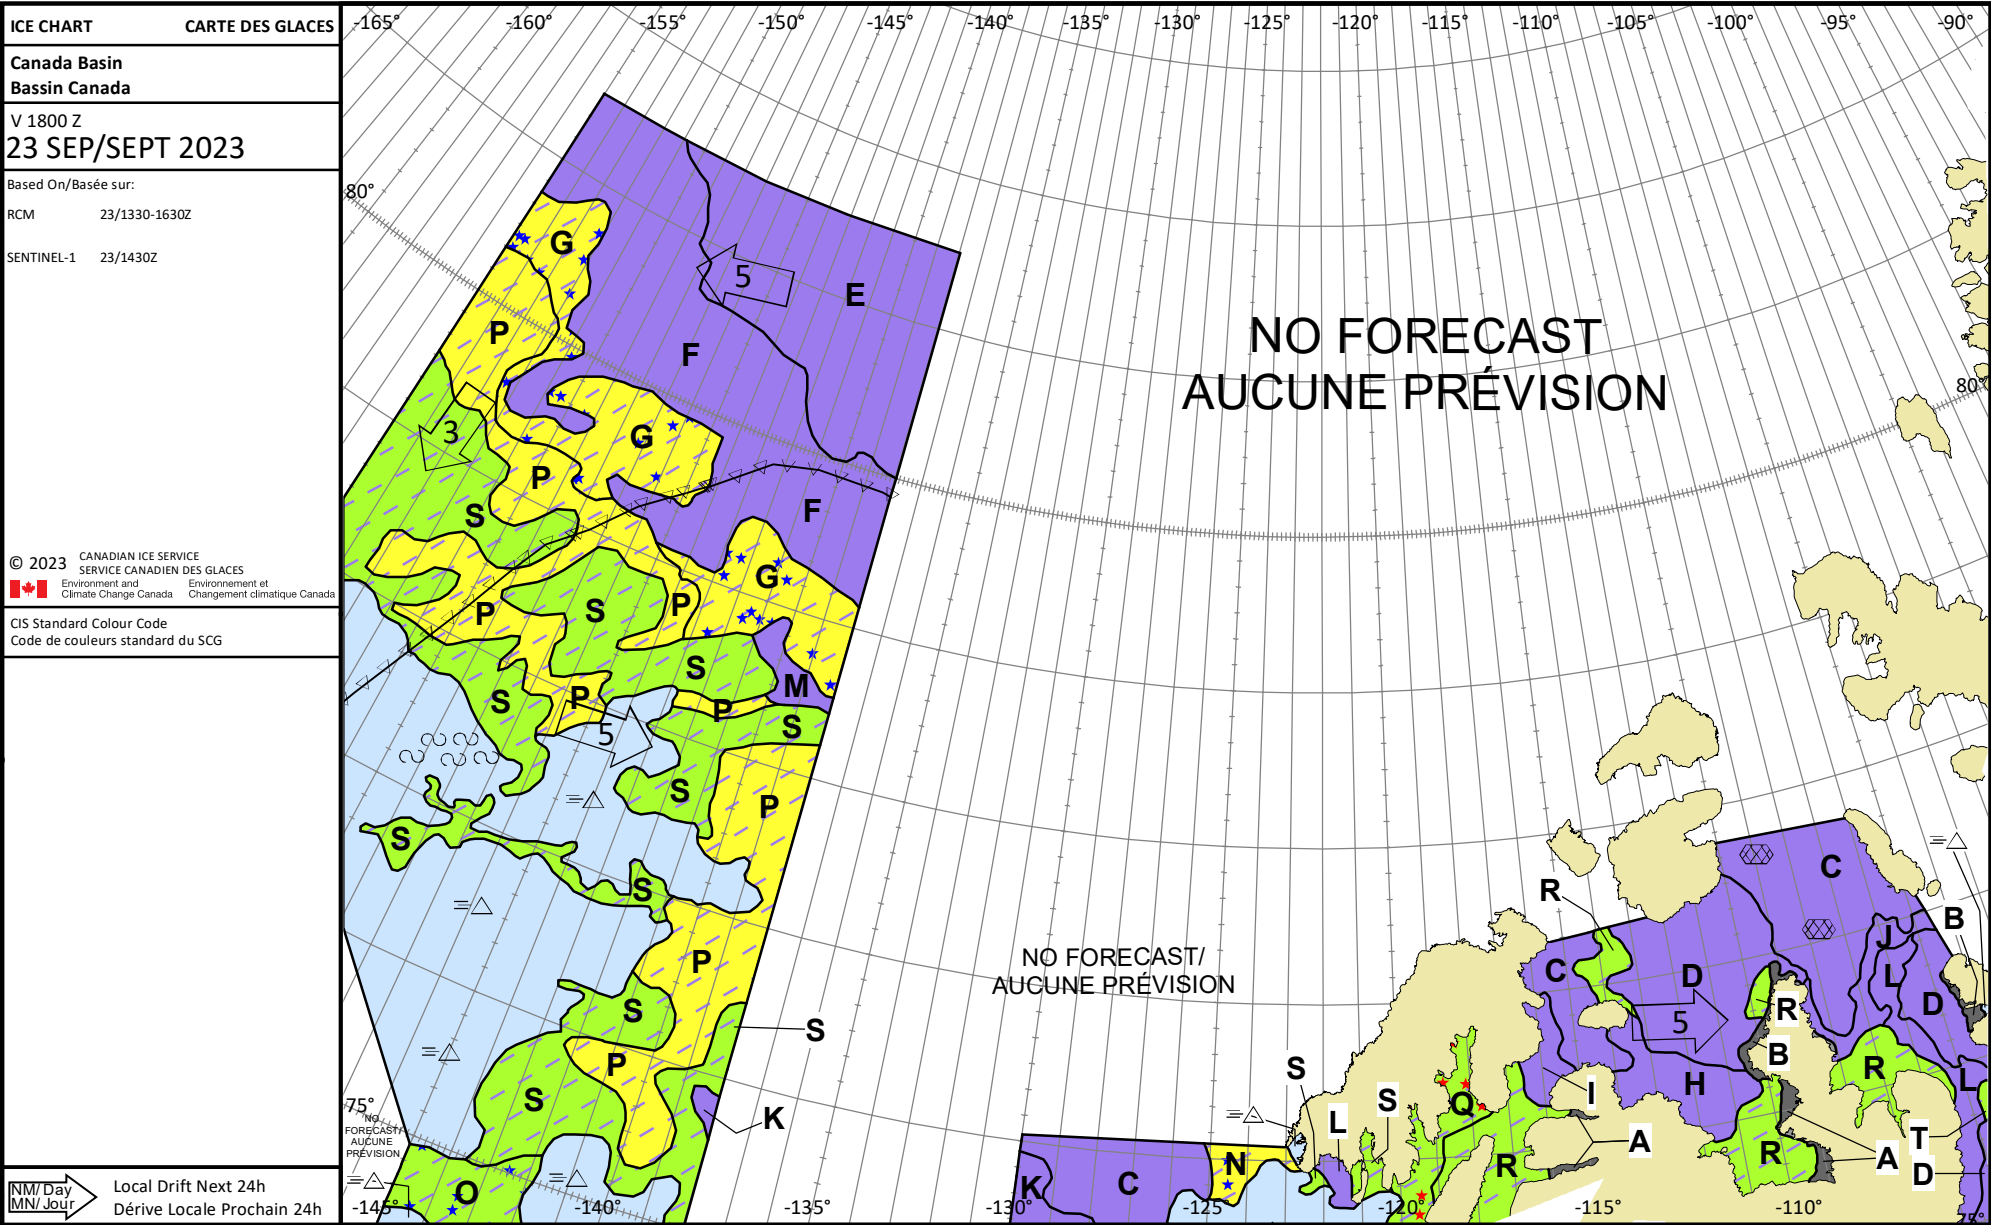 ICE CHART CARTE DES GLACES
Canada Basin
Bassin Canada
V 1800 Z
23 SEP/SEPT 2023
Based On/Basée sur:
RCM 23/1330-1630Z
SENTINEL-1 23/1430Z
© 2023 CANADIAN ICE SERVICE
SERVICE CANADIEN DES GLACES
Environment and Climate Change Canada
Environnement et Changement climatique Canada
CIS Standard Colour Code
Code de couleurs standard du SCG
NM/Day
MN/Jour
Local Drift Next 24h
Dérive Locale Prochain 24h
-165° -160° -155° -150° -145° -140° -135° -130° -125° -120° -115° -110° -105° -100° -95° -90°
80°
G
5
E
P
F
NO FORECAST
AUCUNE PRÉVISION
80°
3
G
P
F
S
G
P
S
P
S
M
S
P
P
S
5
S
P
S
C
S
R
B
J
P
NO FORECAST/
AUCUNE PRÉVISION
C
D
L
D
S
S
R
5
B
P
S
R
H
I
L
75°
NO
FORECAST/
AUCUNE
PRÉVISION
S
K
L
S
Q
A
T
N
R
R
A
D
O
K
C
-145° -140° -135° -130° -125° -120° -115° -110° 75°